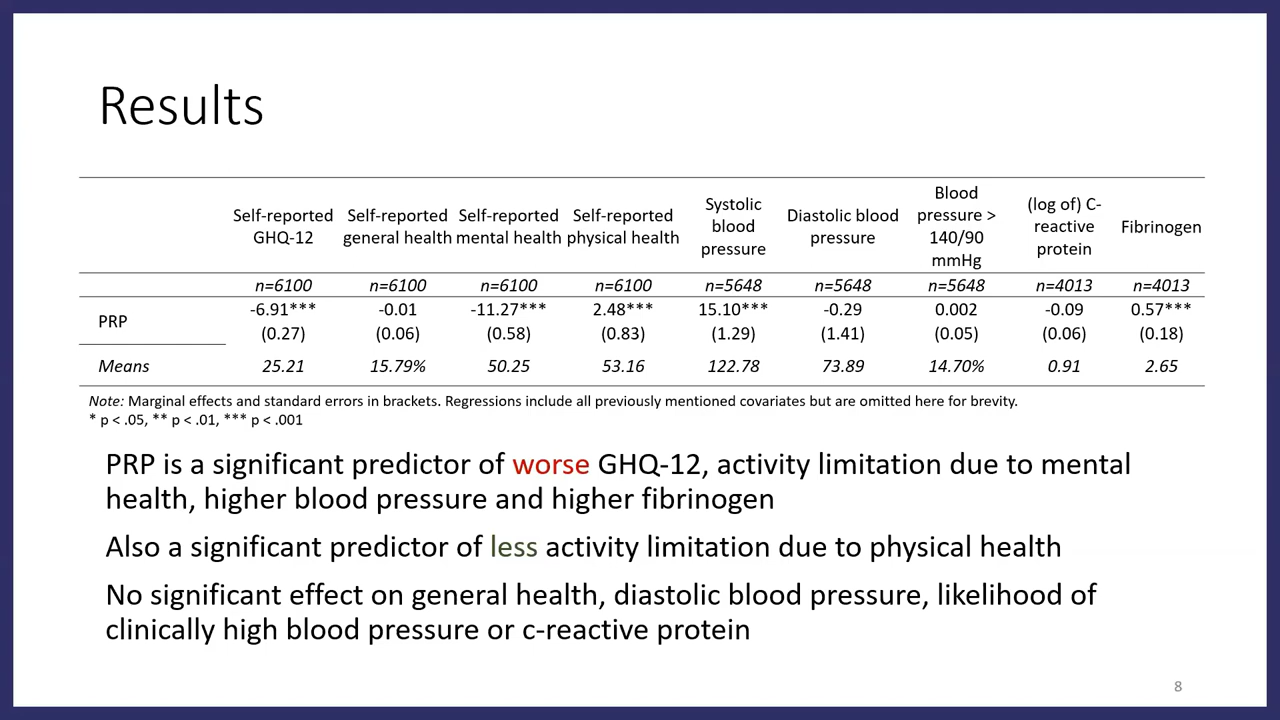 Results
Self-reported GHQ-12 Self-reported general health Self-reported mental health Self-reported physical health Systolic blood pressure Diastolic blood pressure Blood pressure > 140/90 mmHg (log of) C-reactive protein Fibrinogen
n=6100 n=6100 n=6100 n=6100 n=5648 n=5648 n=5648 n=4013 n=4013
PRP -6.91*** -0.01 -11.27*** 2.48*** 15.10*** -0.29 0.002 -0.09 0.57***
(0.27) (0.06) (0.58) (0.83) (1.29) (1.41) (0.05) (0.06) (0.18)
Means 25.21 15.79% 50.25 53.16 122.78 73.89 14.70% 0.91 2.65
Note: Marginal effects and standard errors in brackets. Regressions include all previously mentioned covariates but are omitted here for brevity.
* p < .05, ** p < .01, *** p < .001
PRP is a significant predictor of worse GHQ-12, activity limitation due to mental
health, higher blood pressure and higher fibrinogen
Also a significant predictor of less activity limitation due to physical health
No significant effect on general health, diastolic blood pressure, likelihood of
clinically high blood pressure or c-reactive protein
8